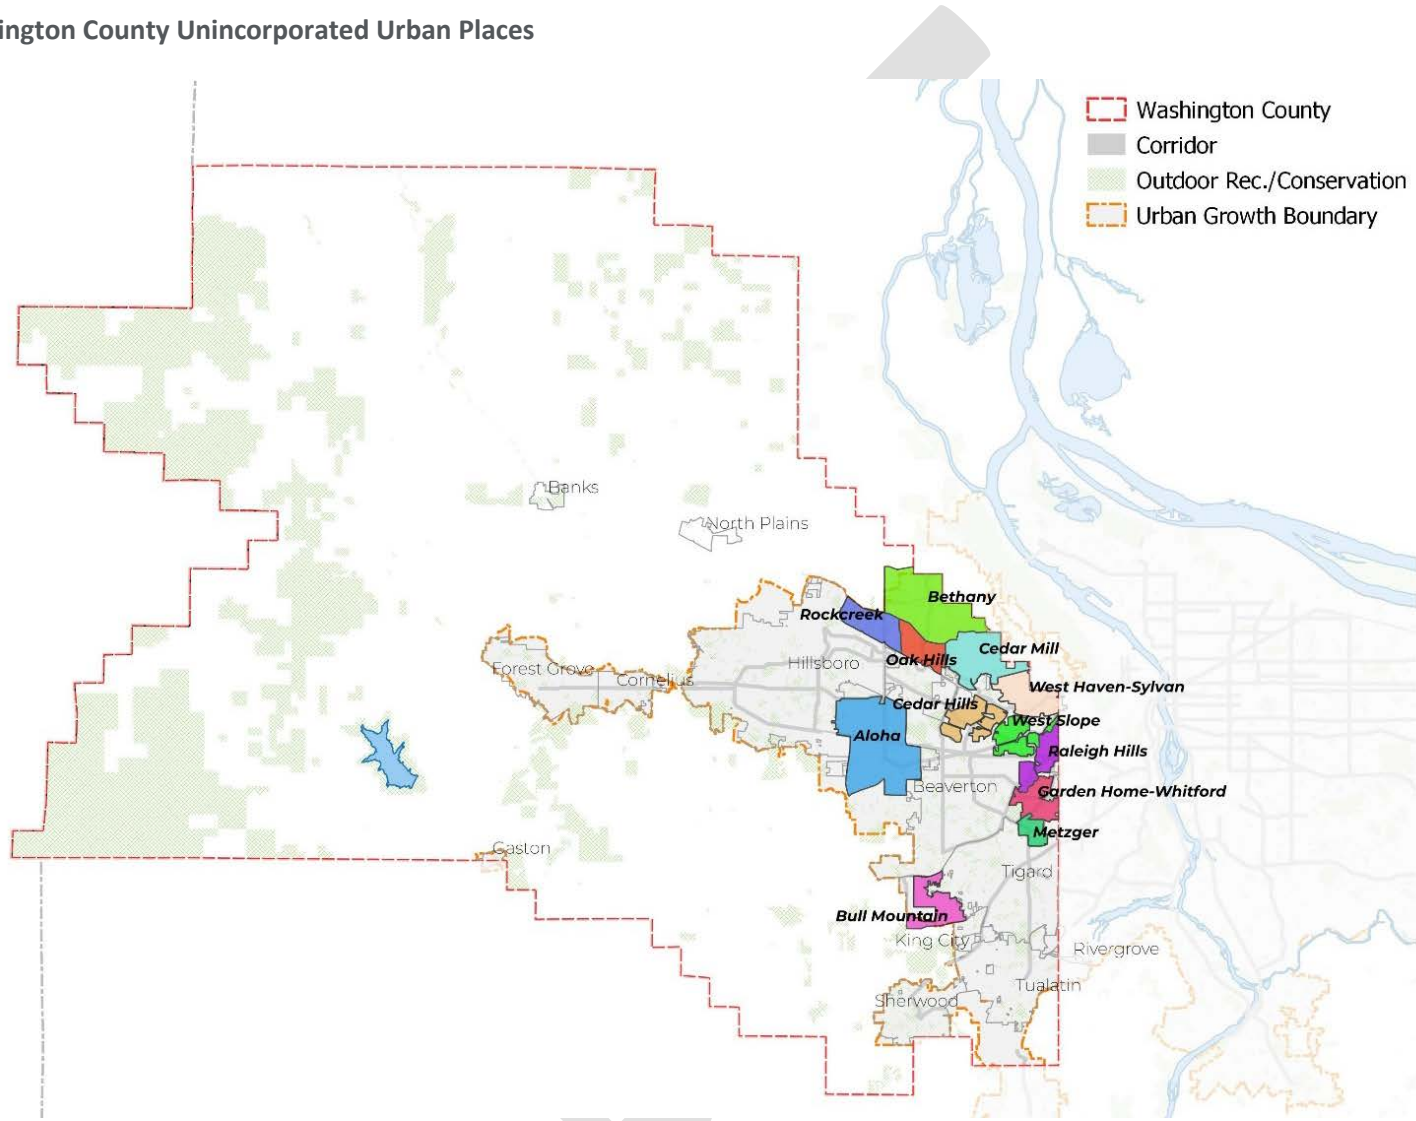 ington County Unincorporated Urban Places
Washington County
Corridor
Outdoor Rec./Conservation
Urban Growth Boundary
Banks
North Plains
Bethany
Rockcreek
Cedar Mill
Oak Hills
Hillsboro
Forest Grove
Cornelius
West Haven-Sylvan
Cedar Hills
West Slope
Aloha
Raleigh Hills
Beaverton
Garden Home-Whitford
Metzger
Gaston
Tigard
Bull Mountain
King City
Rivergrove
Tualatin
Sherwood